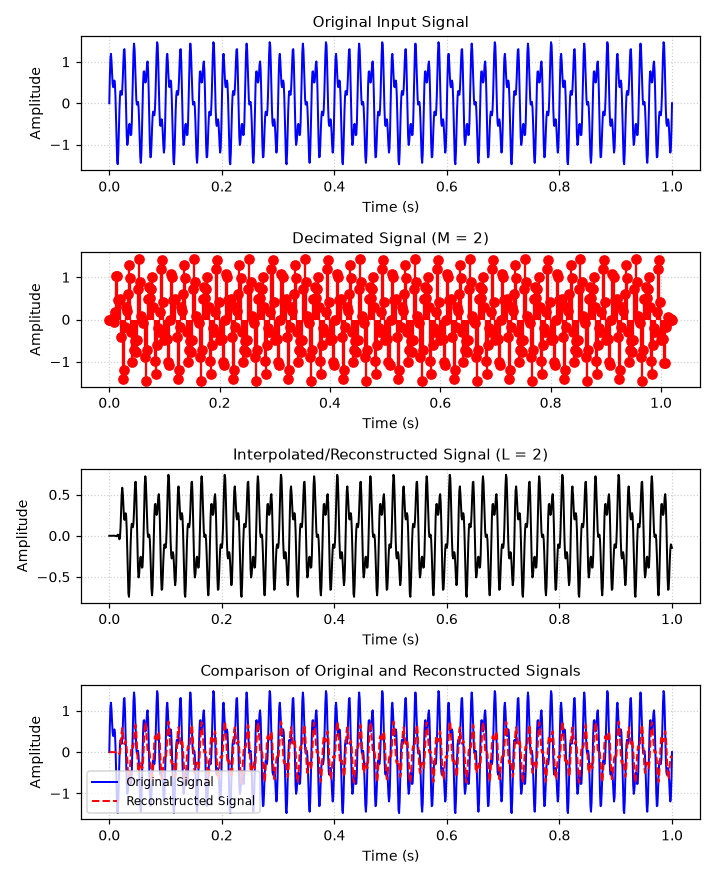 Original Input Signal
Amplitude
1
0
−1
0.0 0.2 0.4 0.6 0.8 1.0
Time (s)
Decimated Signal (M = 2)
Amplitude
1
0
−1
0.0 0.2 0.4 0.6 0.8 1.0
Time (s)
Interpolated/Reconstructed Signal (L = 2)
Amplitude
0.5
0.0
−0.5
0.0 0.2 0.4 0.6 0.8 1.0
Time (s)
Comparison of Original and Reconstructed Signals
Amplitude
1
0
−1
Original Signal
Reconstructed Signal
0.0 0.2 0.4 0.6 0.8 1.0
Time (s)